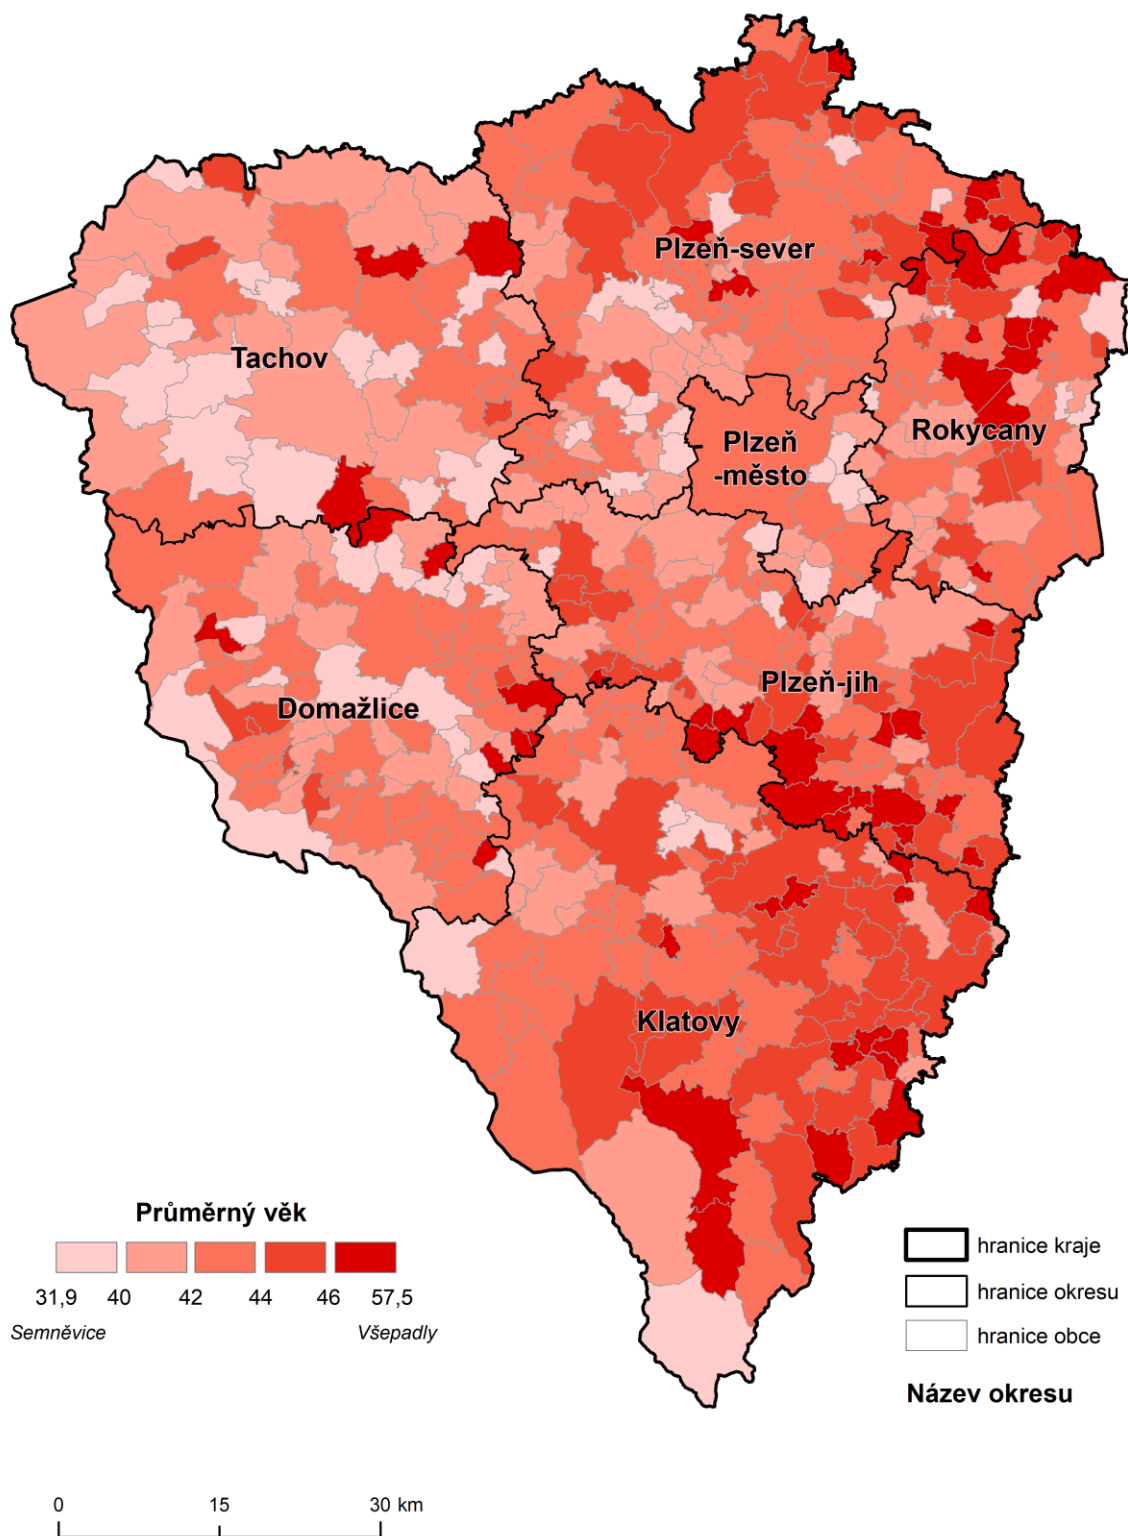 Plzeň-sever
Tachov
Plzeň
-město
Rokycany
Plzeň-jih
Domažlice
Klatovy
Průměrný věk
31,9 40 42 44 46 57,5
Semněvice Všepadly
hranice kraje
hranice okresu
hranice obce
Název okresu
0 15 30 km